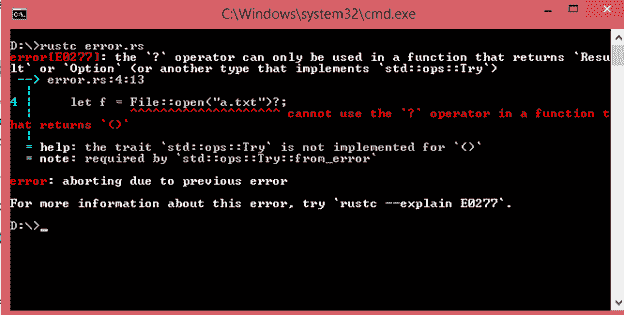 C:\Windows\system32\cmd.exe
D:\>rustc error.rs
error[E0277]: the `?` operator can only be used in a function that returns `Resu
lt` or `Option` (or another type that implements `std::ops::Try`)
 --> error.rs:4:13
  |
4 |     let f = File::open("a.txt")?;
  |             ^^^^^^^^^^^^^^^^^^^^ cannot use the `?` operator in a function t
hat returns `()`
  |
  = help: the trait `std::ops::Try` is not implemented for `()`
  = note: required by `std::ops::Try::from_error`
error: aborting due to previous error
For more information about this error, try `rustc --explain E0277`.
D:\>_